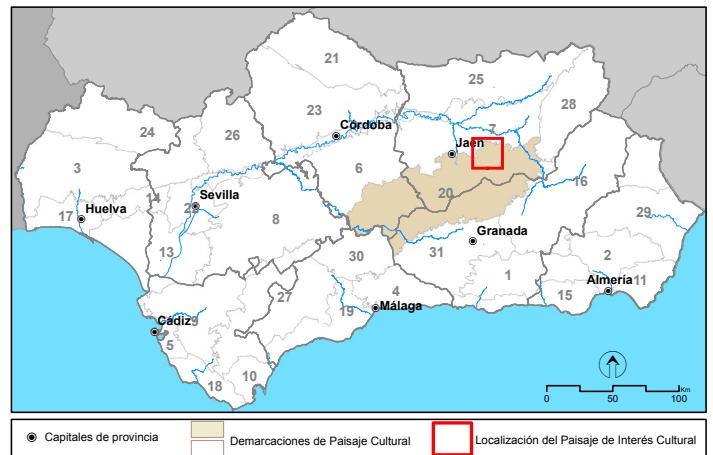 21
25
23
28
24
26
Córdoba
7
Jaén
3
6
16
14
20
Sevilla
29
17
Huelva
8
Granada
31
2
13
30
1
Almería
11
27
4
15
Cádiz
9
19
Málaga
5
10
18
0
50
100
Km
Capitales de provincia
Demarcaciones de Paisaje Cultural
Localización del Paisaje de Interés Cultural